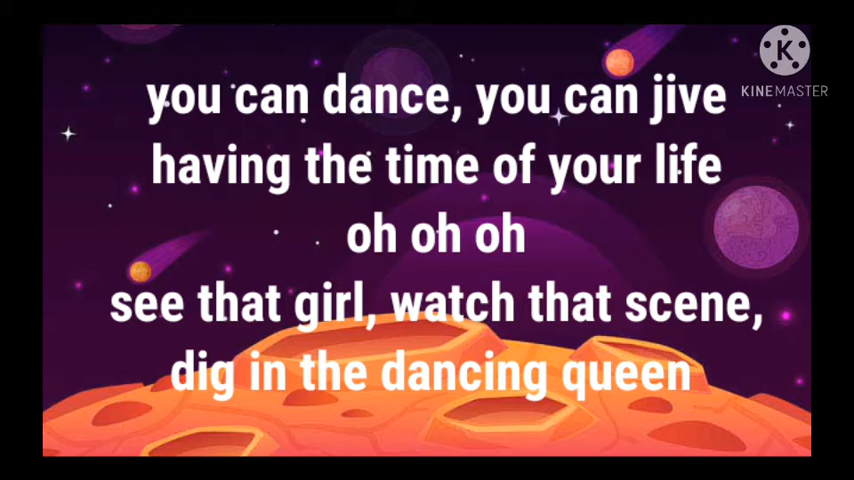 KINEMASTER
you can dance, you can jive
having the time of your life
oh oh oh
see that girl, watch that scene,
dig in the dancing queen